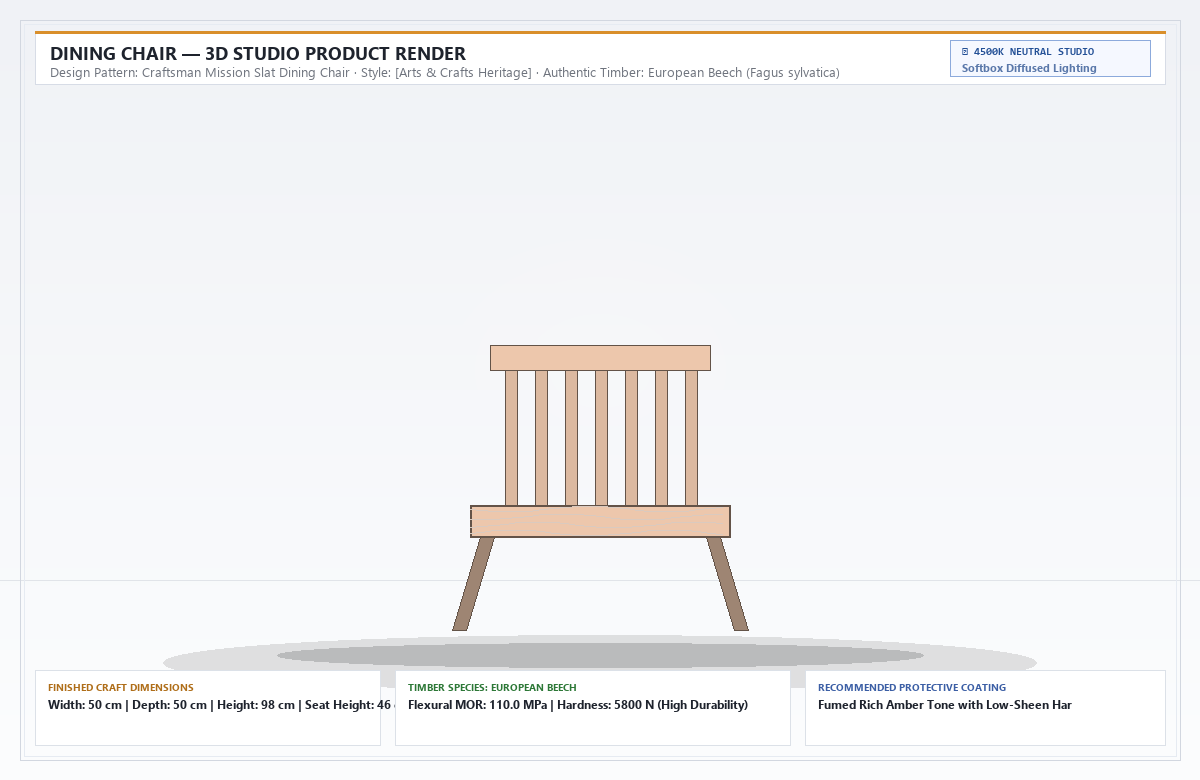 DINING CHAIR — 3D STUDIO PRODUCT RENDER
Design Pattern: Craftsman Mission Slat Dining Chair · Style: [Arts & Crafts Heritage] · Authentic Timber: European Beech (Fagus sylvatica)
4500K NEUTRAL STUDIO
Softbox Diffused Lighting
FINISHED CRAFT DIMENSIONS
Width: 50 cm | Depth: 50 cm | Height: 98 cm | Seat Height: 46
TIMBER SPECIES: EUROPEAN BEECH
Flexural MOR: 110.0 MPa | Hardness: 5800 N (High Durability)
RECOMMENDED PROTECTIVE COATING
Fumed Rich Amber Tone with Low-Sheen Har